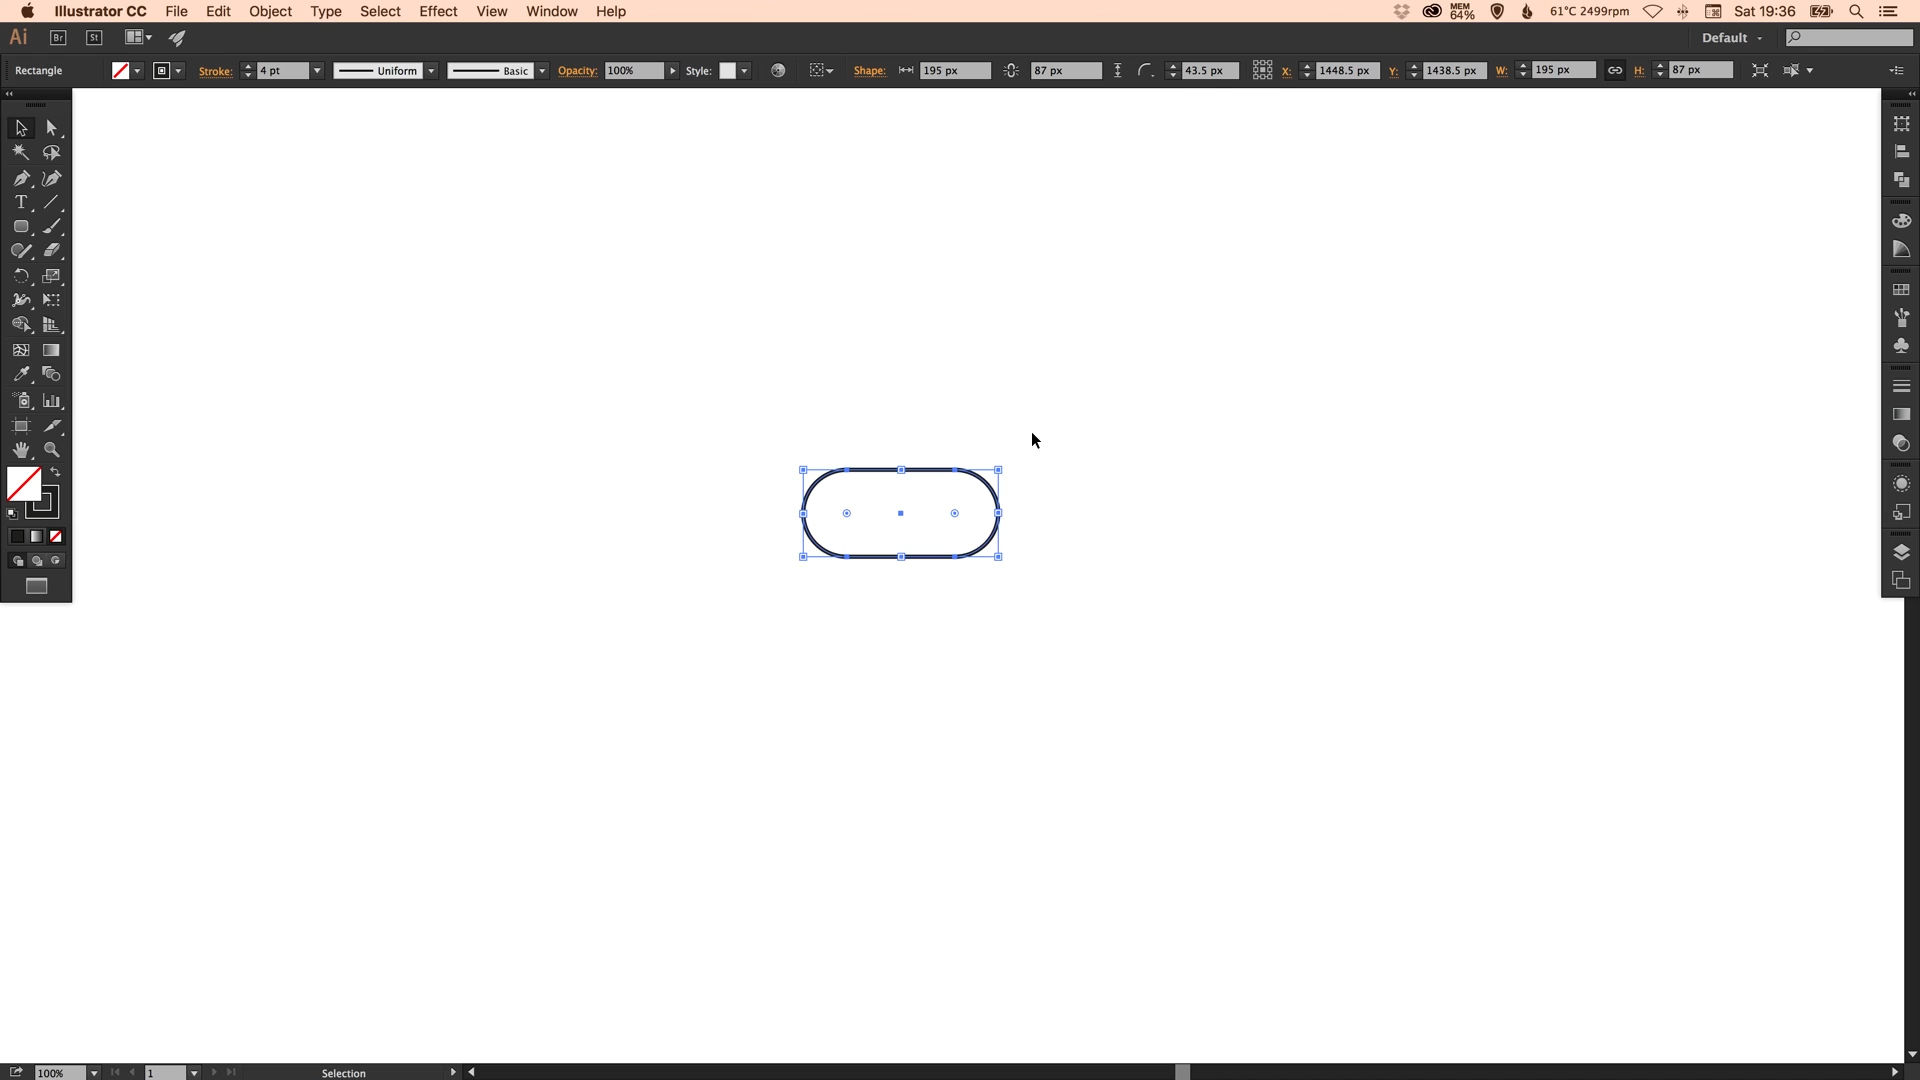 Illustrator CC File Edit Object Type Select Effect View Window Help MEM 64% 61°C 2499rpm Sat 19:36
Ai Br St Default
Rectangle Stroke: 4 pt Uniform Basic Opacity: 100% Style: Shape: 195 px 87 px 43.5 px X: 1448.5 px Y: 1438.5 px W: 195 px H: 87 px
T
100% 1 Selection